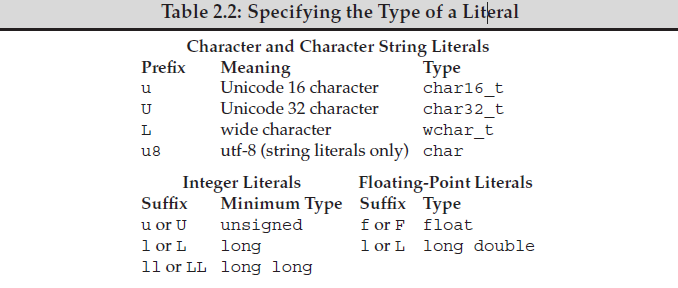 Table 2.2: Specifying the Type of a Literal
Character and Character String Literals
Prefix Meaning Type
u Unicode 16 character char16_t
U Unicode 32 character char32_t
L wide character wchar_t
u8 utf-8 (string literals only) char
Integer Literals Floating-Point Literals
Suffix Minimum Type Suffix Type
u or U unsigned f or F float
l or L long l or L long double
ll or LL long long